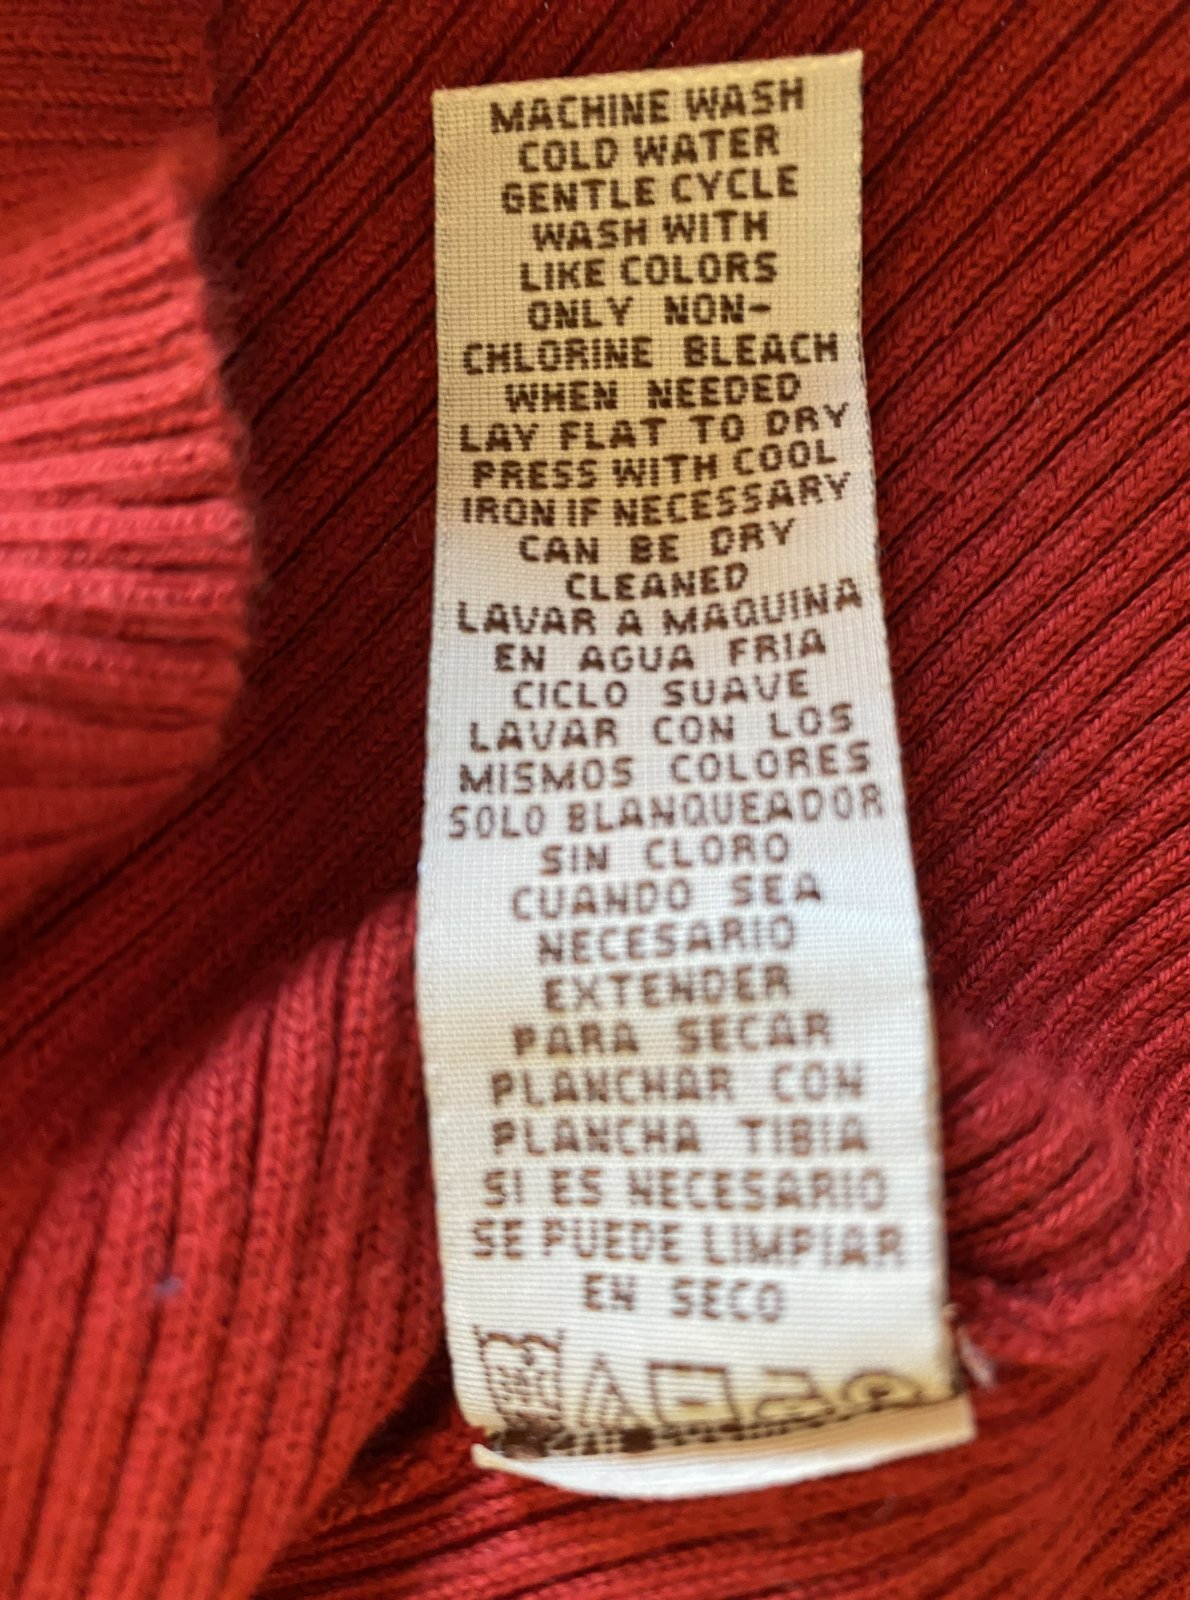 MACHINE WASH
COLD WATER
GENTLE CYCLE
WASH WITH
LIKE COLORS
ONLY NON-
CHLORINE BLEACH
WHEN NEEDED
LAY FLAT TO DRY
PRESS WITH COOL
IRON IF NECESSARY
CAN BE DRY
CLEANED
LAVAR A MAQUINA
EN AGUA FRIA
CICLO SUAVE
LAVAR CON LOS
MISMOS COLORES
SOLO BLANQUEADOR
SIN CLORO
CUANDO SEA
NECESARIO
EXTENDER
PARA SECAR
PLANCHAR CON
PLANCHA TIBIA
SI ES NECESARIO
SE PUEDE LIMPIAR
EN SECO